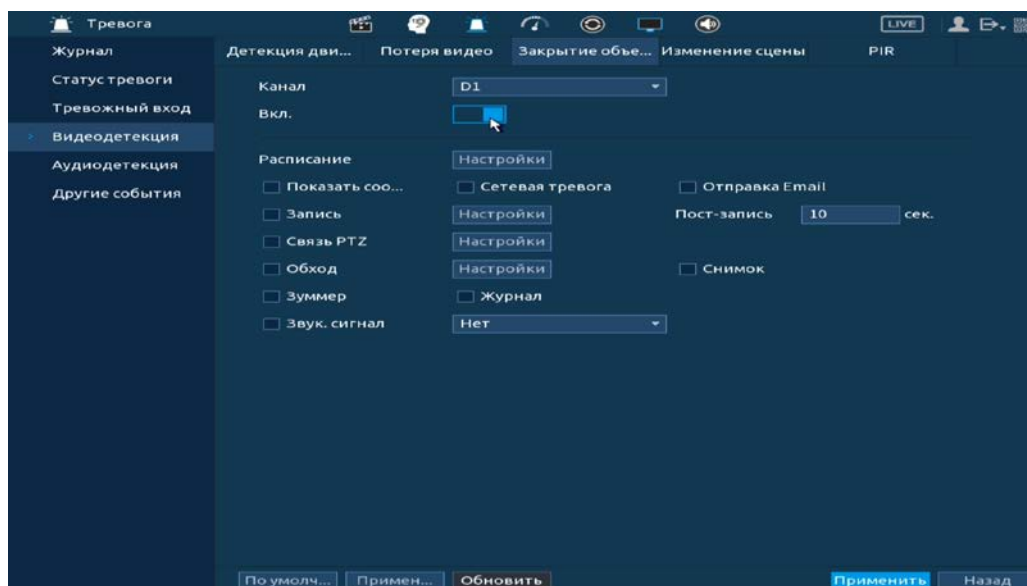 Тревога LIVE
Журнал
Статус тревоги
Тревожный вход
Видеодетекция
Аудиодетекция
Другие события
Детекция дви... Потеря видео Закрытие объе... Изменение сцены PIR
Канал D1
Вкл.
Расписание Настройки
Показать соо... Сетевая тревога Отправка Email
Запись Настройки Пост-запись 10 сек.
Связь PTZ Настройки
Обход Настройки Снимок
Зуммер Журнал
Звук. сигнал Нет
По умолч... Примен... Обновить Применить Назад